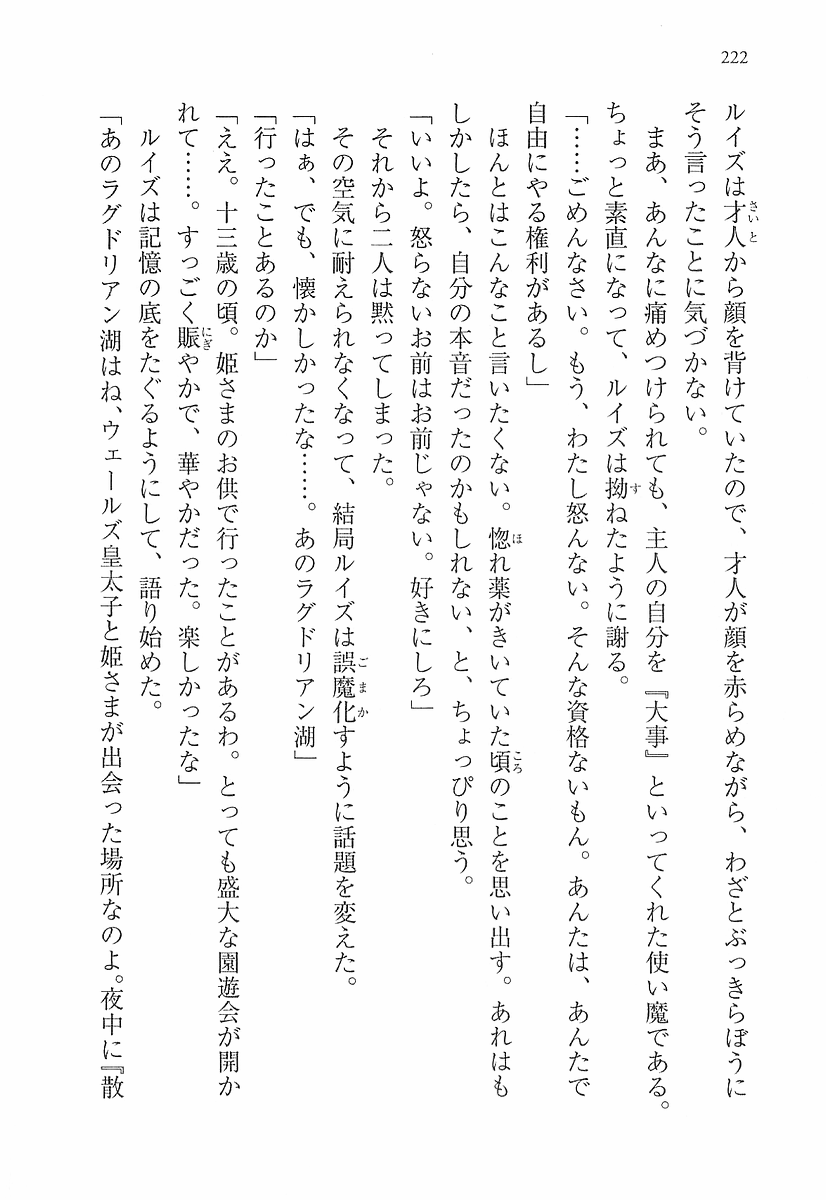 222
ルイズは才人から顔を背けていたので、才人が顔を赤らめながら、わざとぶっきらぼうに
そう言ったことに気づかない。
まあ、あんなに痛めつけられても、主人の自分を『大事』といってくれた使い魔である。
ちょっと素直になって、ルイズは拗ねたように謝る。
「……ごめんなさい。もう、わたし怒んない。そんな資格ないもん。あんたは、あんたで
自由にやる権利があるし」
ほんとはこんなこと言いたくない。惚れ薬がきいていた頃のことを思い出す。あれはも
しかしたら、自分の本音だったのかもしれない、と、ちょっぴり思う。
「いいよ。怒らないお前はお前じゃない。好きにしろ」
それから二人は黙ってしまった。
その空気に耐えられなくなって、結局ルイズは誤魔化すように話題を変えた。
「はぁ、でも、懐かしかったな……。あのラグドリアン湖」
「行ったことあるのか」
「ええ。十三歳の頃。姫さまのお供で行ったことがあるわ。とっても盛大な園遊会が開か
れて……。すっごく賑やかで、華やかだった。楽しかったな」
ルイズは記憶の底をたぐるようにして、語り始めた。
「あのラグドリアン湖はね、ウェールズ皇太子と姫さまが出会った場所なのよ。夜中に『散